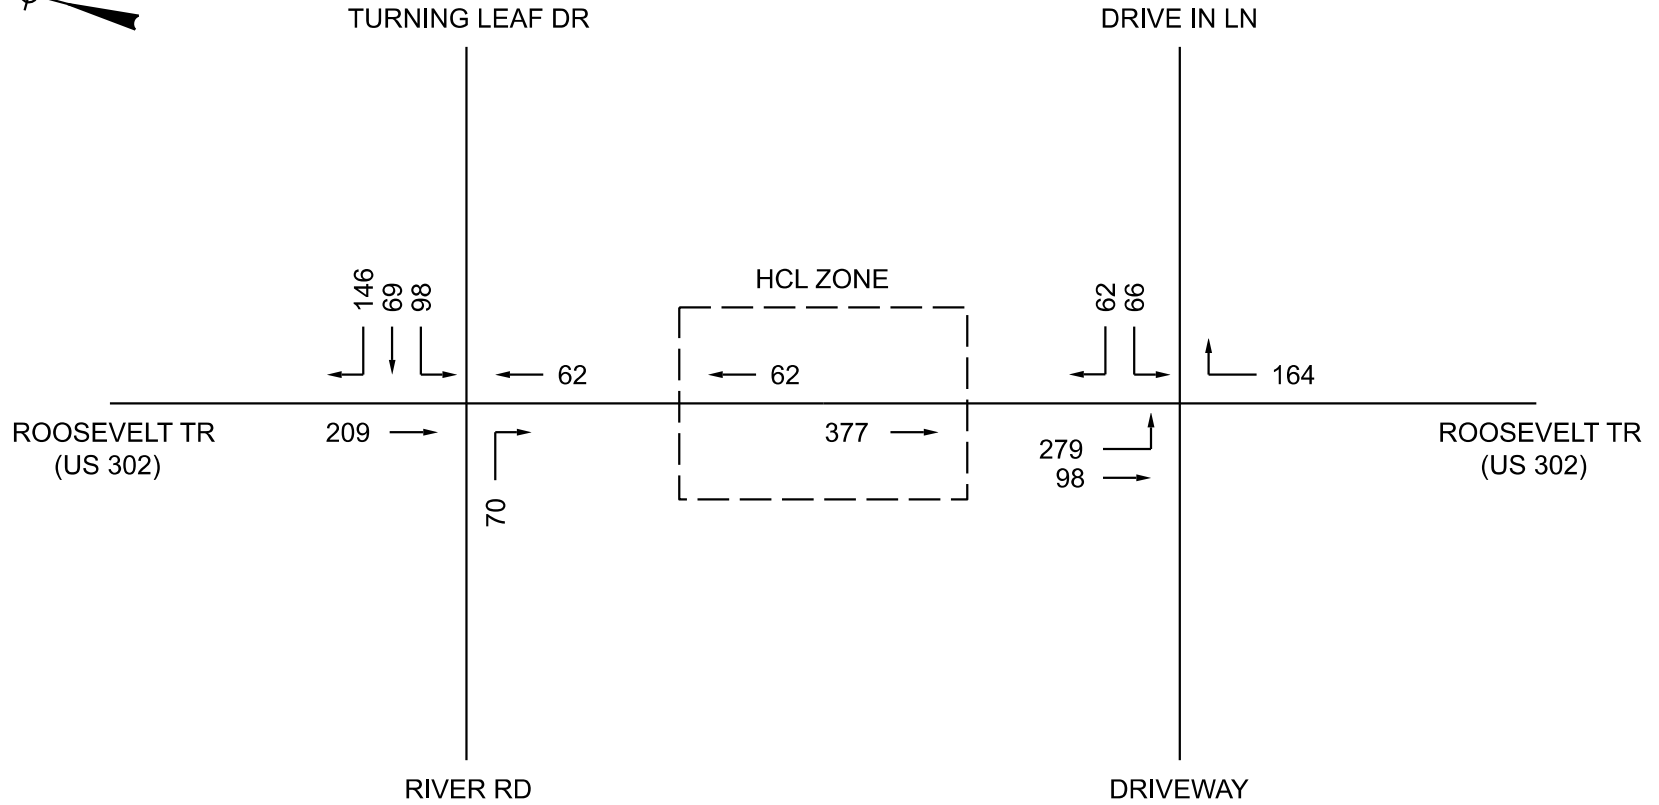 TURNING LEAF DR
DRIVE IN LN
HCL ZONE
146
69
98
62
66
62
62
164
ROOSEVELT TR
(US 302)
209
377
279
98
ROOSEVELT TR
(US 302)
70
RIVER RD
DRIVEWAY